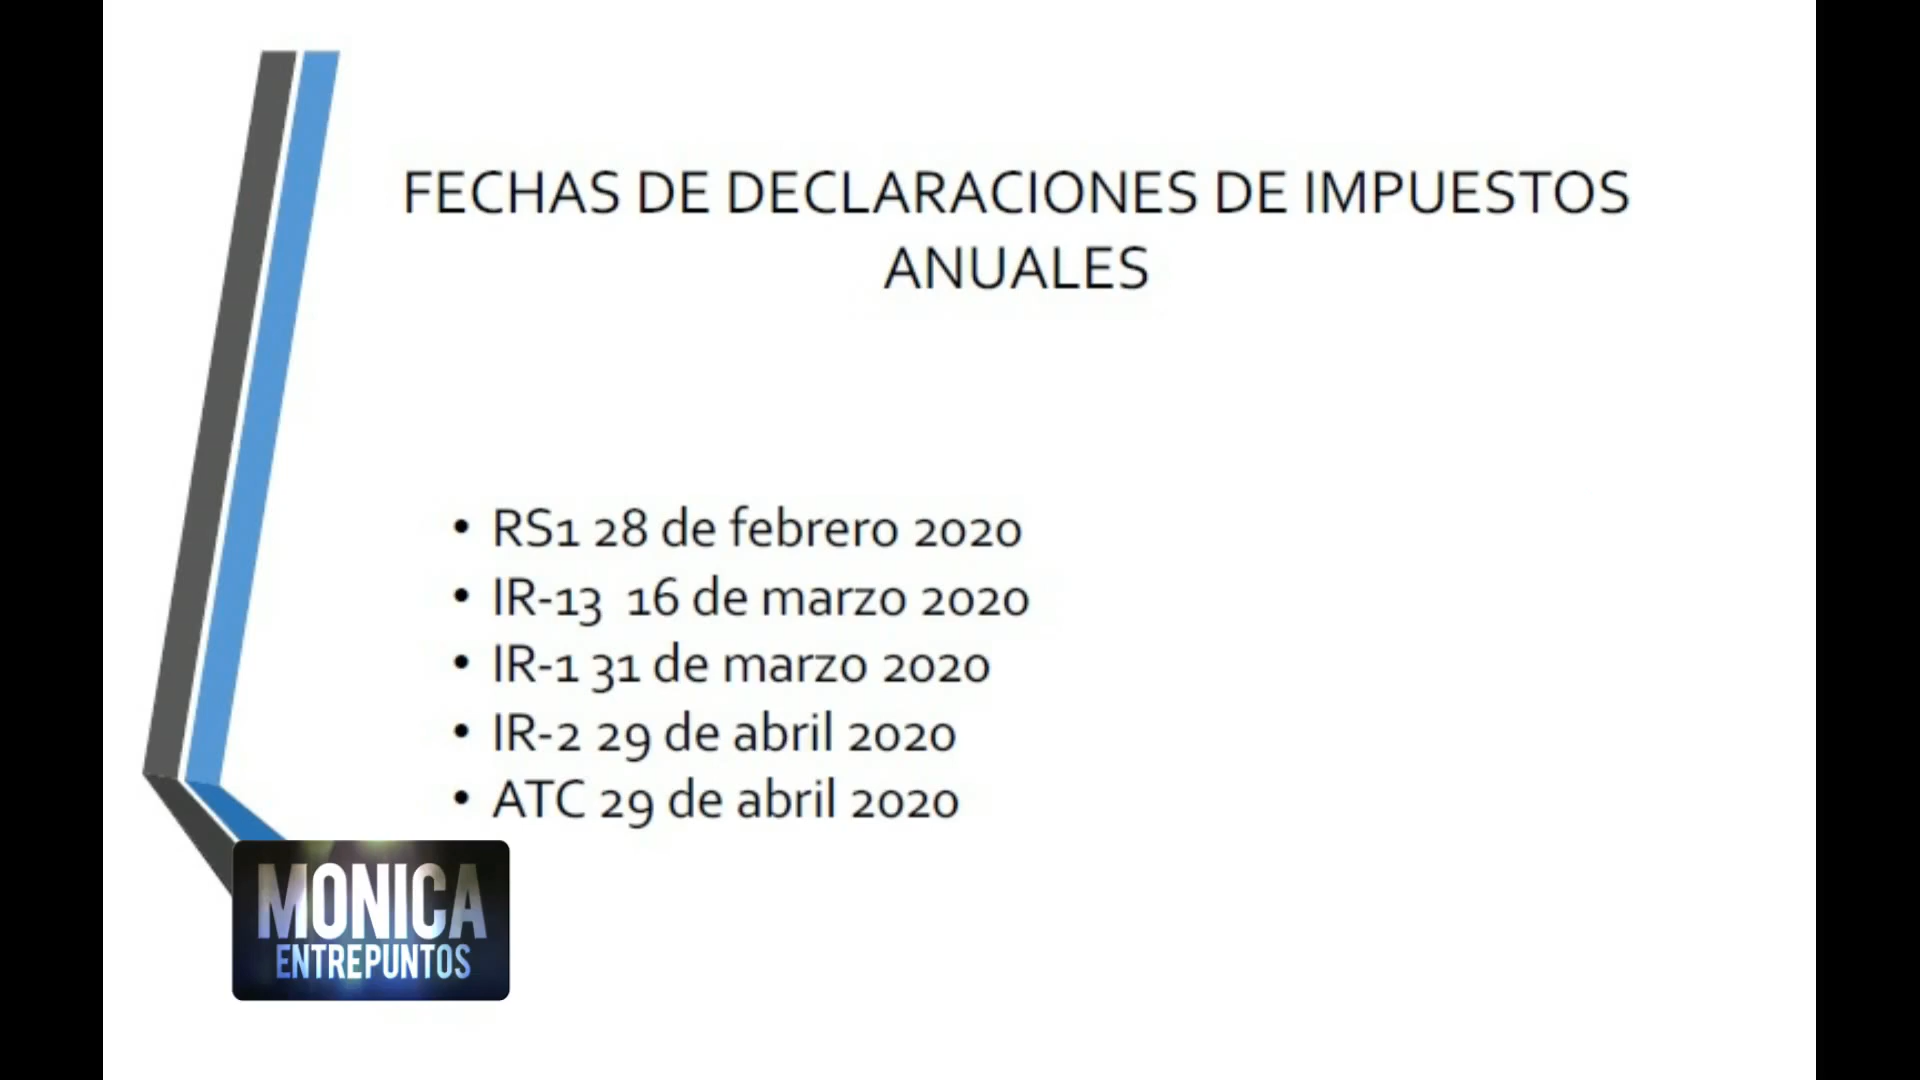 FECHAS DE DECLARACIONES DE IMPUESTOS
ANUALES
• RS1 28 de febrero 2020
• IR-13 16 de marzo 2020
• IR-1 31 de marzo 2020
• IR-2 29 de abril 2020
• ATC 29 de abril 2020
MONICA
ENTREPUNTOS